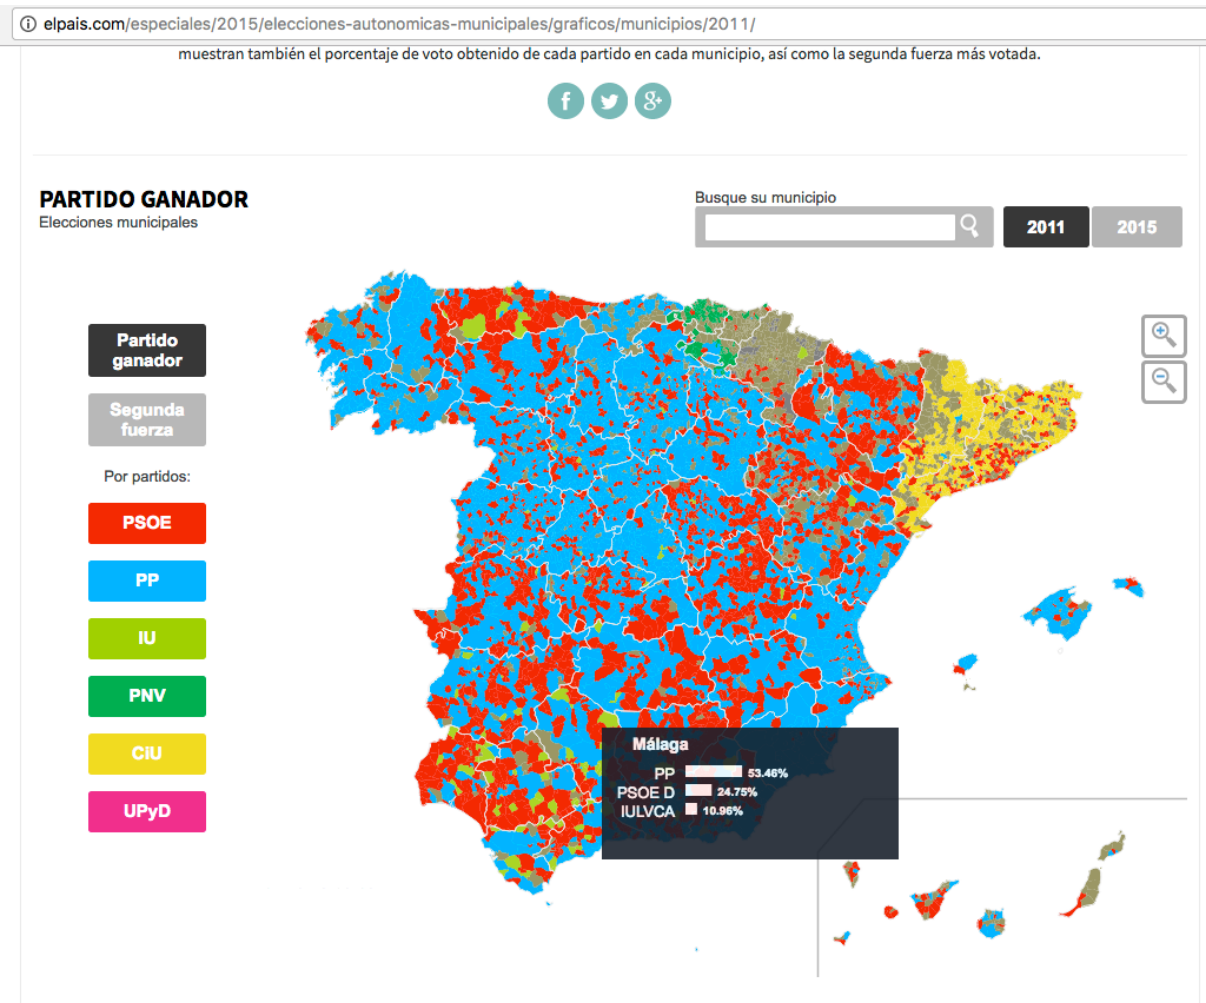 elpais.com/especiales/2015/elecciones-autonomicas-municipales/graficos/municipios/2011/
muestran también el porcentaje de voto obtenido de cada partido en cada municipio, así como la segunda fuerza más votada.
f
g+
PARTIDO GANADOR
Elecciones municipales
Busque su municipio
2011
2015
Partido
ganador
Segunda
fuerza
Por partidos:
PSOE
PP
IU
PNV
CiU
UPyD
Málaga
PP 53.46%
PSOE D 24.75%
IULVCA 10.96%